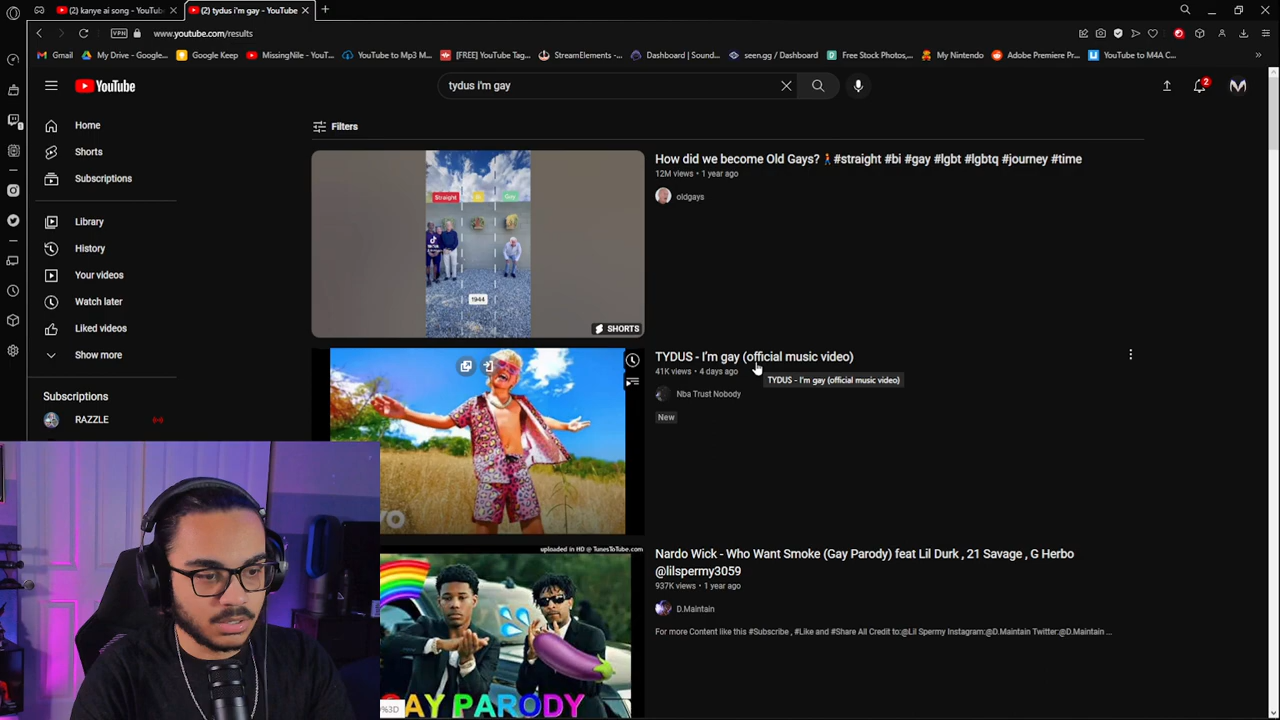 (2) kanye ai song - YouTub
(2) tydus i'm gay - YouTube
VPN
www.youtube.com/results
Gmail
My Drive - Google...
Google Keep
MissingNile - YouT...
YouTube to Mp3 M...
[FREE] YouTube Tag...
StreamElements -...
Dashboard | Sound...
seen.gg / Dashboard
Free Stock Photos,...
My Nintendo
Adobe Premiere Pr...
YouTube to M4A C...
YouTube
tydus i'm gay
2
Home
Shorts
Subscriptions
Library
History
Your videos
Watch later
Liked videos
Show more
Subscriptions
RAZZLE
Filters
Straight
Gay
1944
SHORTS
How did we become Old Gays? #straight #bi #gay #lgbt #lgbtq #journey #time
12M views • 1 year ago
oldgays
TYDUS - I'm gay (official music video)
41K views • 4 days ago
TYDUS - I'm gay (official music video)
Nba Trust Nobody
New
uploaded in HD @ TunesToTube.com
Nardo Wick - Who Want Smoke (Gay Parody) feat Lil Durk , 21 Savage , G Herbo
@lilspermy3059
937K views • 1 year ago
D.Maintain
For more Content like this #Subscribe , #Like and #Share All Credit to:@Lil Spermy Instagram:@D.Maintain Twitter:@D.Maintain ...
AY PARODY
%3D